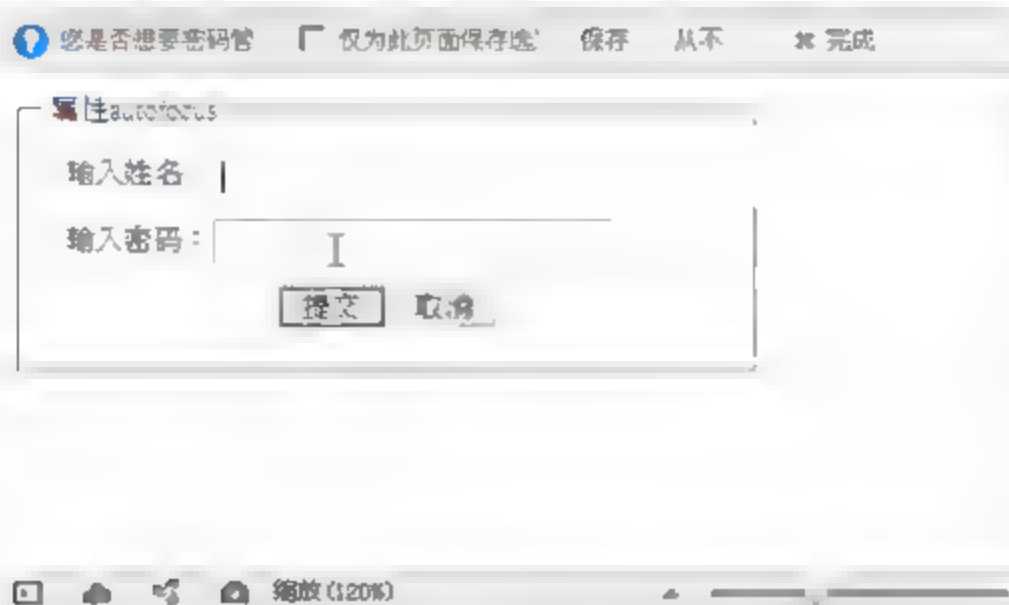 您是否想要密码管 仅为此页面保存选 保存 从不 ✖ 完成
属性autofocus
输入姓名
输入密码：
提交 取消
缩放(120%)